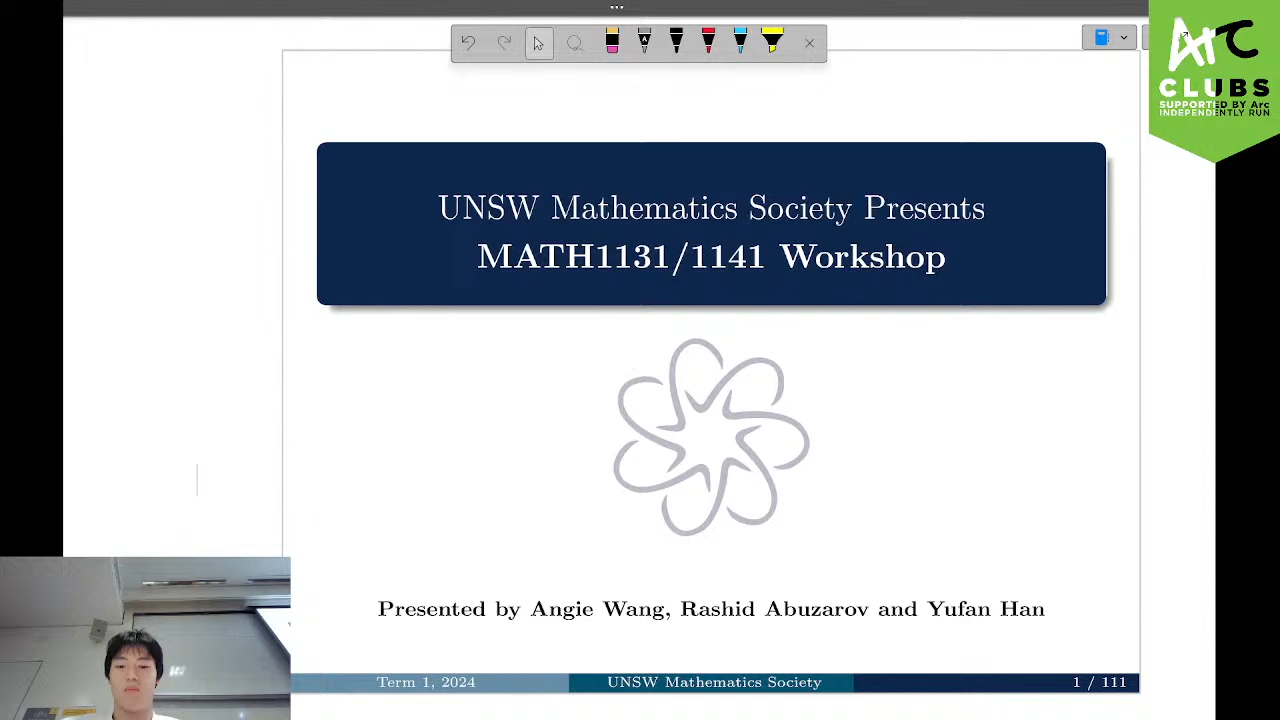 ArC
CLUBS
SUPPORTED BY Arc
INDEPENDENTLY RUN
UNSW Mathematics Society Presents
MATH1131/1141 Workshop
Presented by Angie Wang, Rashid Abuzarov and Yufan Han
Term 1, 2024
UNSW Mathematics Society
1 / 111